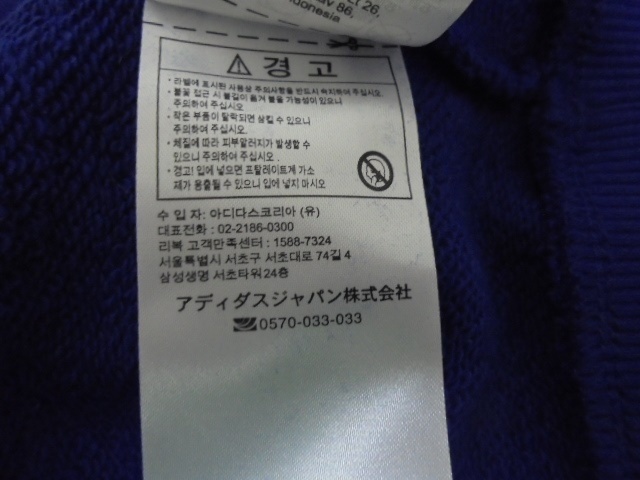 26,
86,
Indonesia
⚠ 경 고
• 라벨에 표시한 사용상 주의사항을 반드시 숙지하여 주십시오.
• 불꽃 접근 시 불길이 옮겨 붙을 가능성이 있으니
주의하여 주십시오
• 작은 부품이 탈락되면 삼킬 수 있으니
주의하여 주십시오.
• 체질에 따라 피부알러지가 발생할 수
있으니 주의하여 주십시오 .
• 경고! 입에 넣으면 프탈레이트계 가소
제가 용출될 수 있으니 입에 넣지 마시오
수 입 자: 아디다스코리아 (유)
대표전화 : 02-2186-0300
리복 고객만족센터 : 1588-7324
서울특별시 서초구 서초대로 74길 4
삼성생명 서초타워24층
アディダスジャパン株式会社
0570-033-033